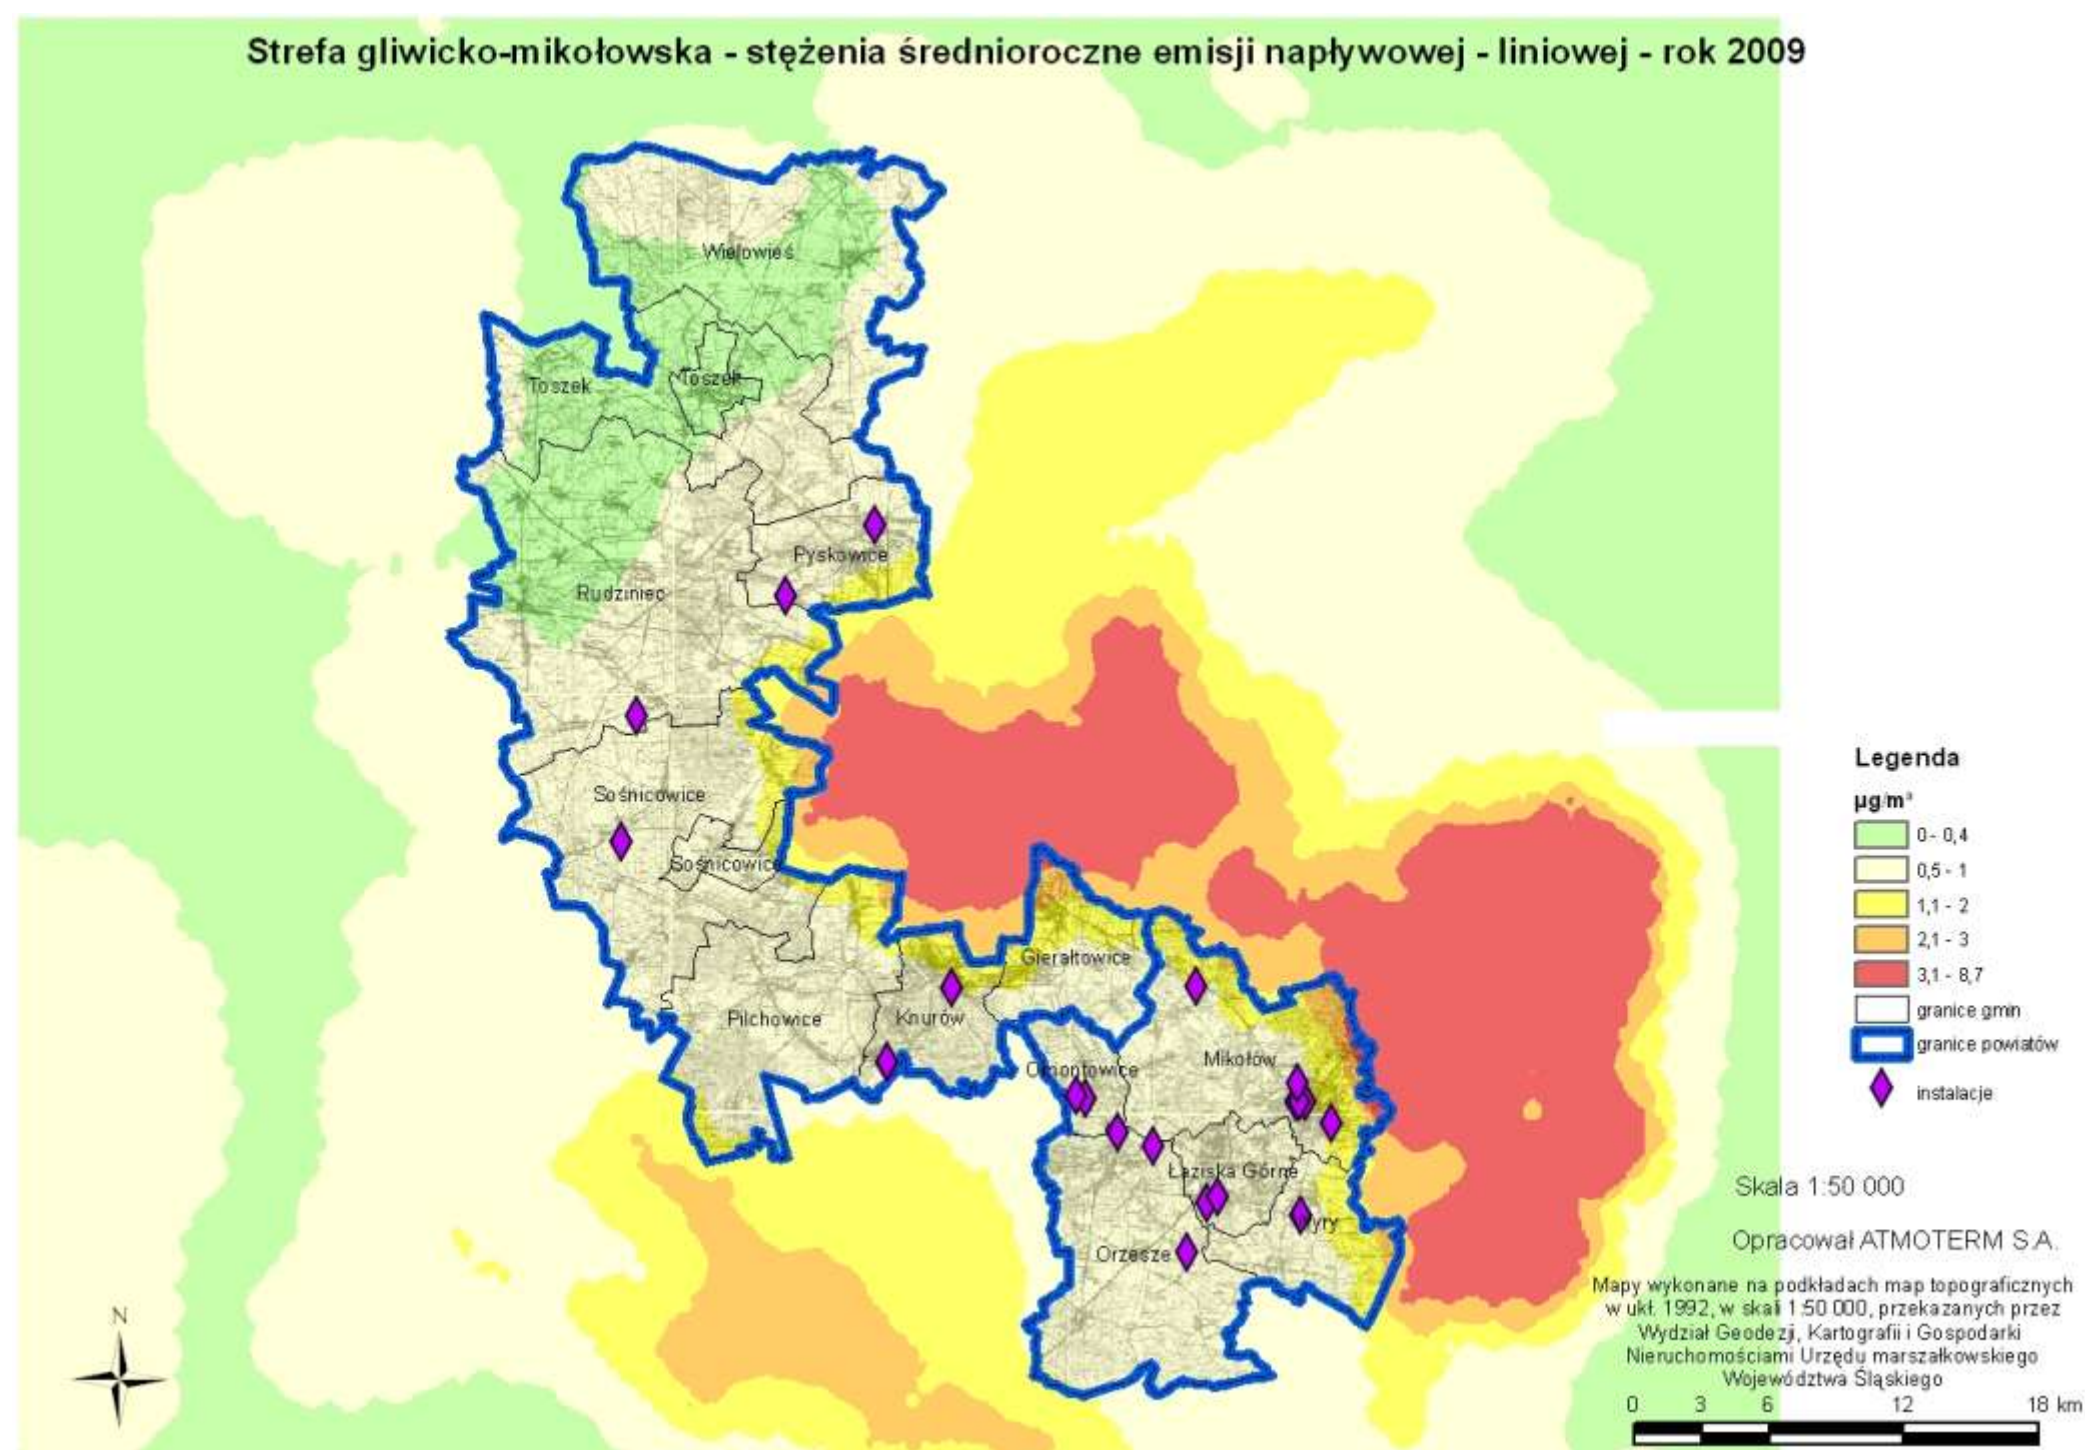 Strefa gliwicko-mikołowska - stężenia średnioroczne emisji napływowej - liniowej - rok 2009
Wielowieś
Toszek
Toszek
Pyskowice
Rudziniec
Sośnicowice
Sośnicowice
Gierałtowice
Pilchowice
Knurów
Mikołów
Ornontowice
Łaziska Górne
yry
Orzesze
Legenda
µg/m³
0 - 0,4
0,5 - 1
1,1 - 2
2,1 - 3
3,1 - 8,7
granice gmin
granice powiatów
instalacje
Skala 1:50 000
Opracował ATMOTERM S.A.
Mapy wykonane na podkładach map topograficznych
w ukł. 1992, w skali 1:50 000, przekazanych przez
Wydział Geodezji, Kartografii i Gospodarki
Nieruchomościami Urzędu marszałkowskiego
Województwa Śląskiego
0 3 6 12 18 km
N